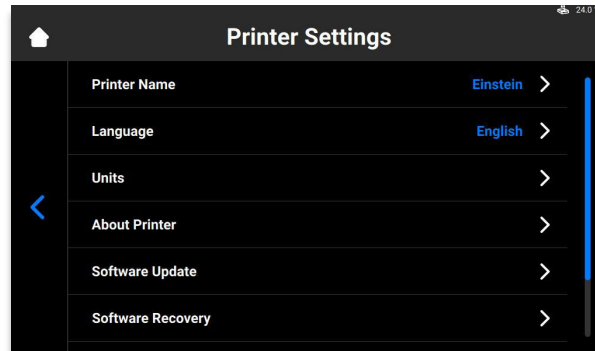 24.0
Printer Settings
Printer Name Einstein
Language English
Units
About Printer
Software Update
Software Recovery